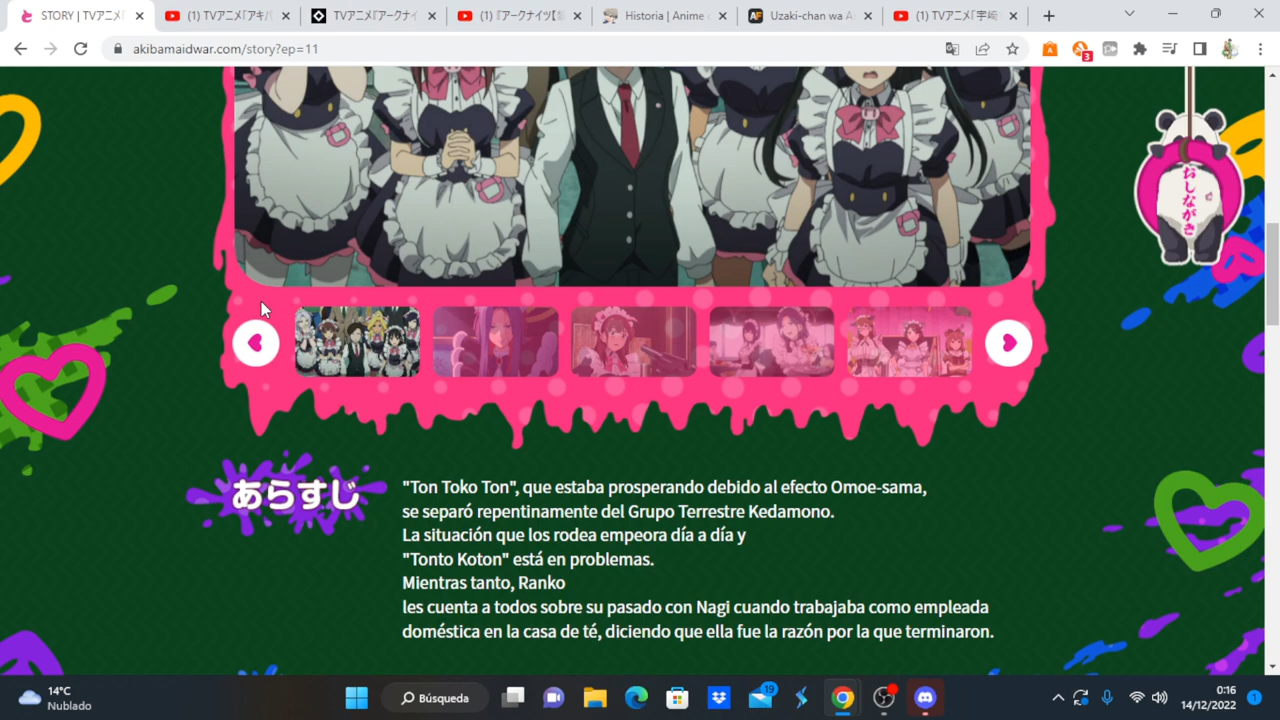 STORY | TVアニメ『
(1) TVアニメ『アキバ
TVアニメ『アークナイ
(1) 『アークナイツ【
Historia | Anime
Uzaki-chan wa A
(1) TVアニメ「宇崎
akibamaidwar.com/story?ep=11
3
おしながき
あらすじ
"Ton Toko Ton", que estaba prosperando debido al efecto Omoe-sama,
se separó repentinamente del Grupo Terrestre Kedamono.
La situación que los rodea empeora día a día y
"Tonto Koton" está en problemas.
Mientras tanto, Ranko
les cuenta a todos sobre su pasado con Nagi cuando trabajaba como empleada
doméstica en la casa de té, diciendo que ella fue la razón por la que terminaron.
14°C
Nublado
Búsqueda
19
0:16
14/12/2022
1